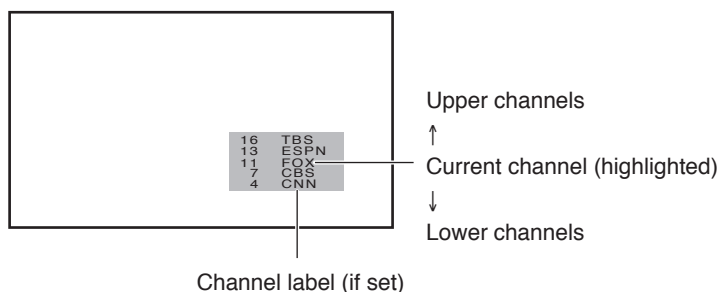 16 TBS
13 ESPN
11 FOX
7 CBS
4 CNN
Upper channels
↑
Current channel (highlighted)
↓
Lower channels
Channel label (if set)